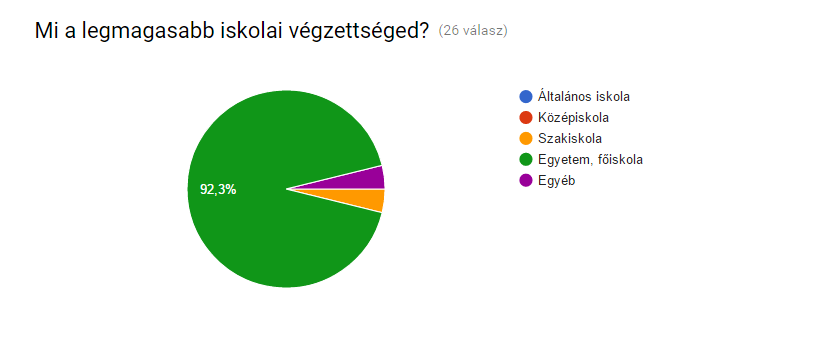 Mi a legmagasabb iskolai végzettséged? (26 válasz)
92,3%
Általános iskola
Középiskola
Szakiskola
Egyetem, főiskola
Egyéb